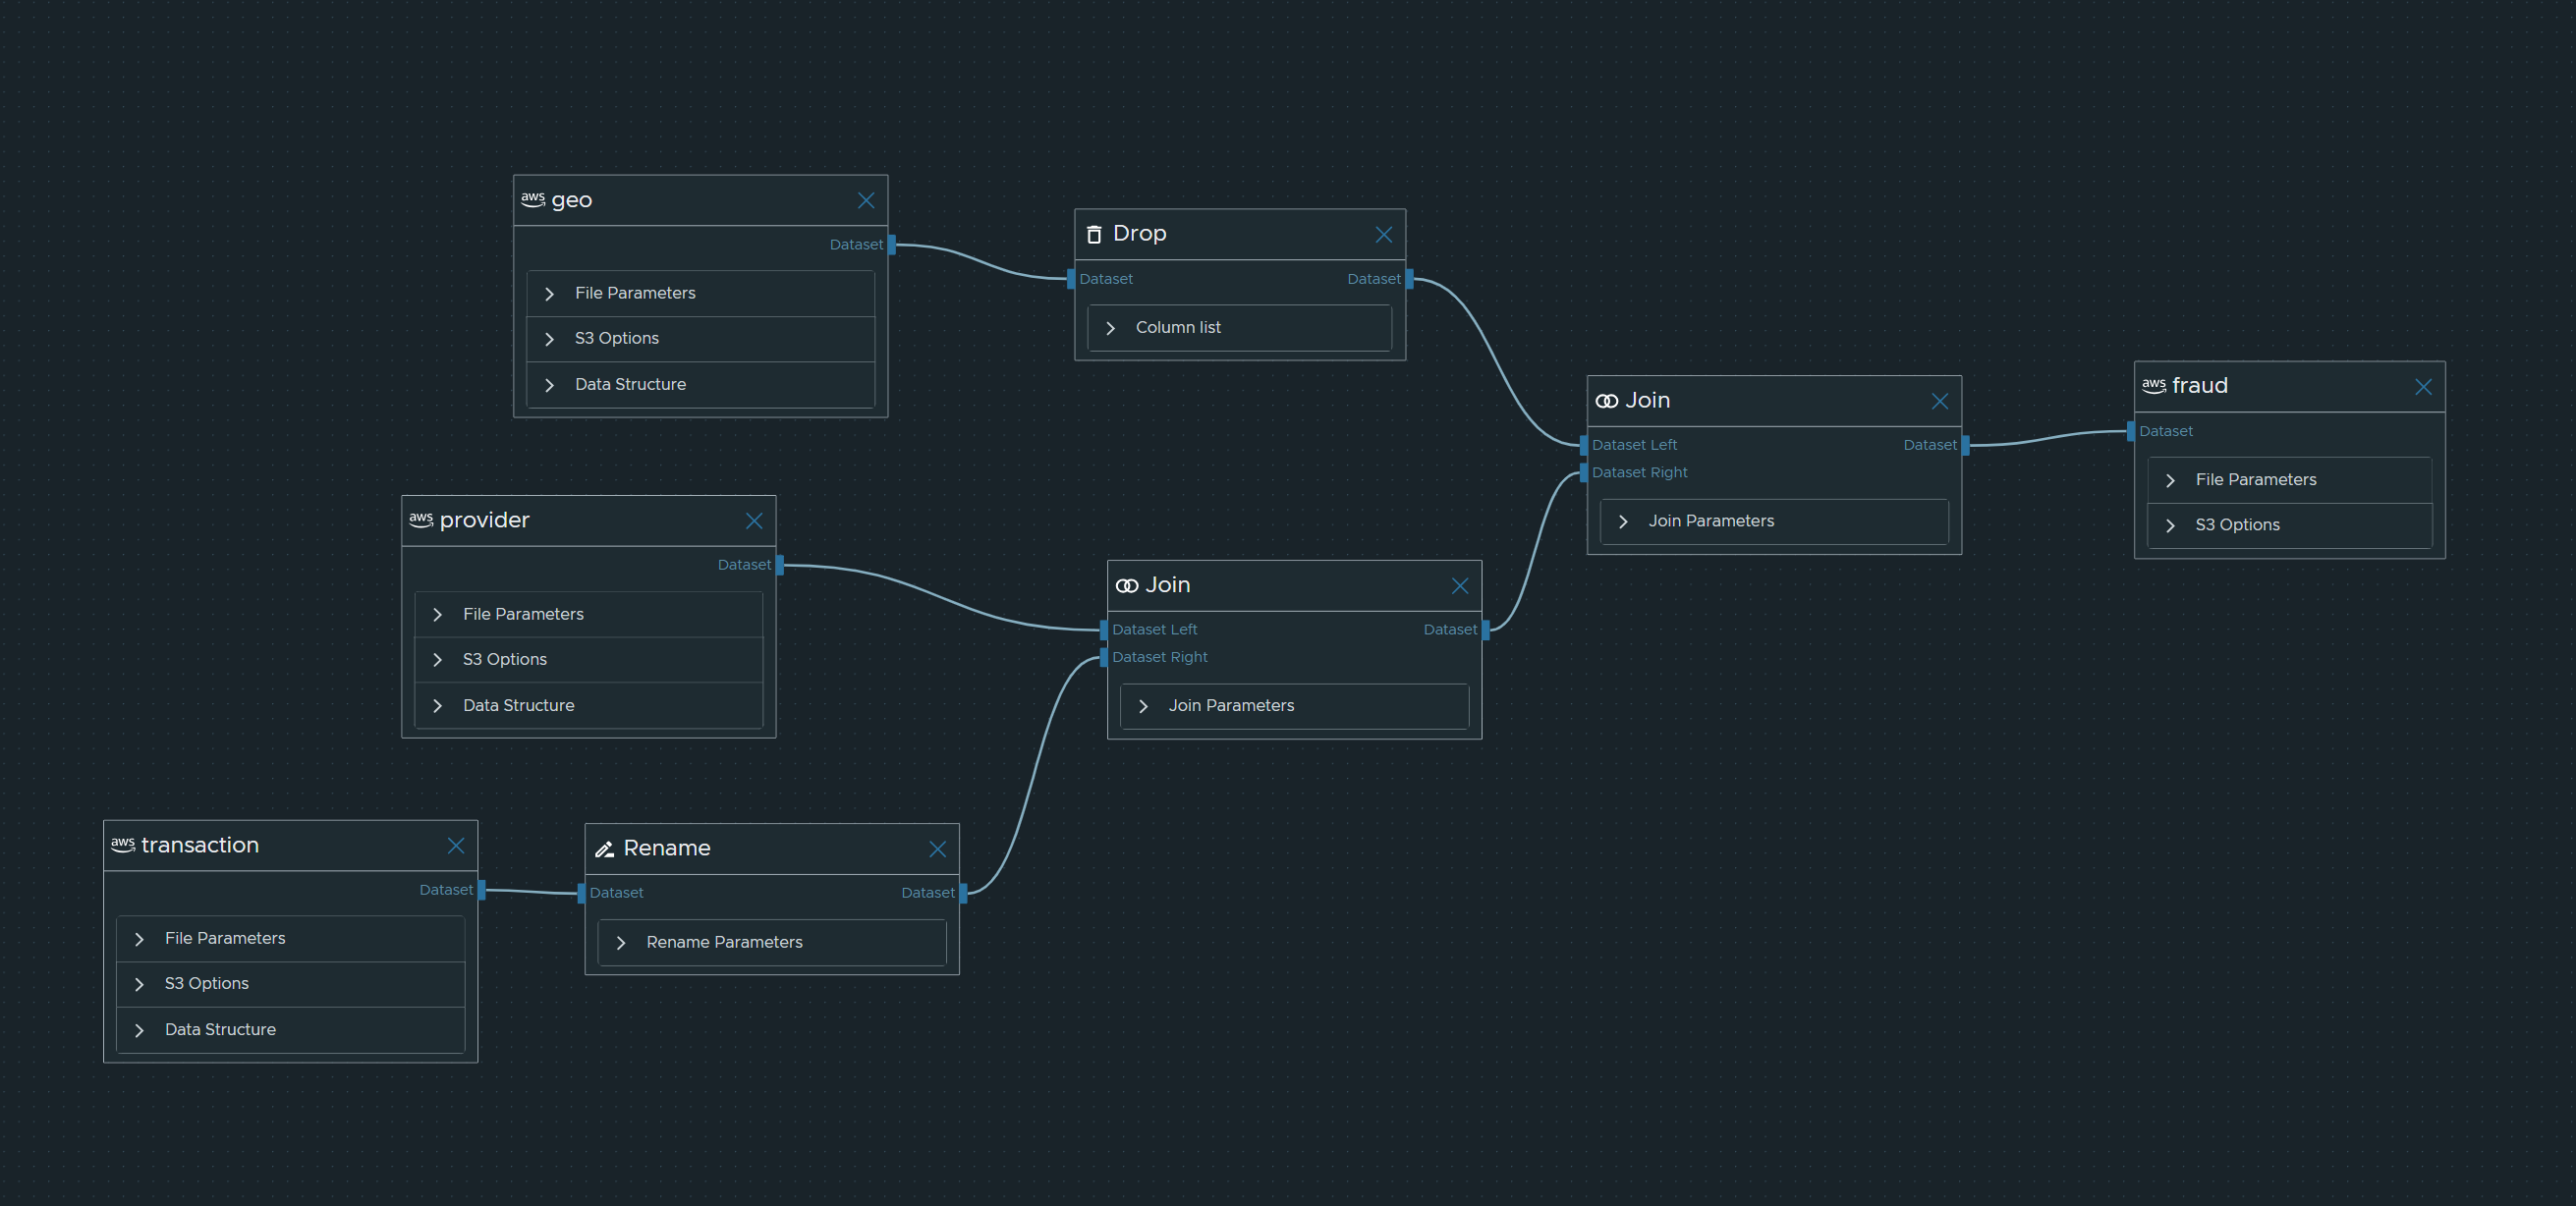 aws geo
Dataset
File Parameters
S3 Options
Data Structure
Drop
Dataset Dataset
Column list
Join
Dataset Left Dataset
Dataset Right
Join Parameters
aws fraud
Dataset
File Parameters
S3 Options
aws provider
Dataset
File Parameters
S3 Options
Data Structure
Join
Dataset Left Dataset
Dataset Right
Join Parameters
aws transaction
Dataset
File Parameters
S3 Options
Data Structure
Rename
Dataset Dataset
Rename Parameters